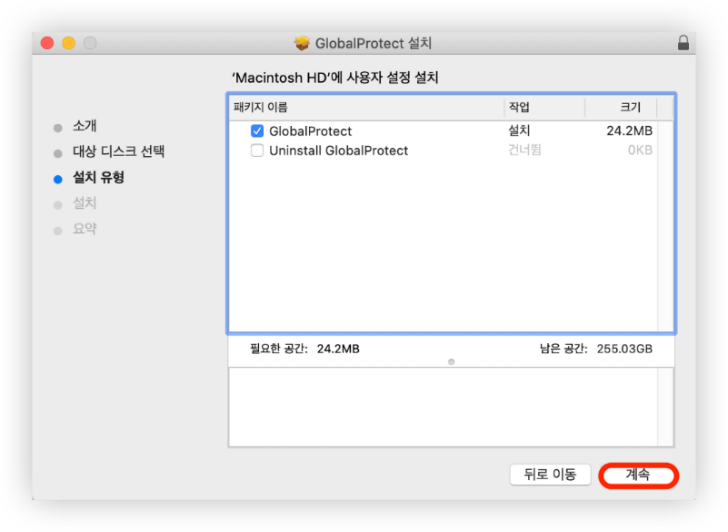 GlobalProtect 설치
'Macintosh HD'에 사용자 설정 설치
소개
대상 디스크 선택
설치 유형
설치
요약
패키지 이름 작업 크기
GlobalProtect 설치 24.2MB
Uninstall GlobalProtect 건너뜀 0KB
필요한 공간: 24.2MB 남은 공간: 255.03GB
뒤로 이동 계속